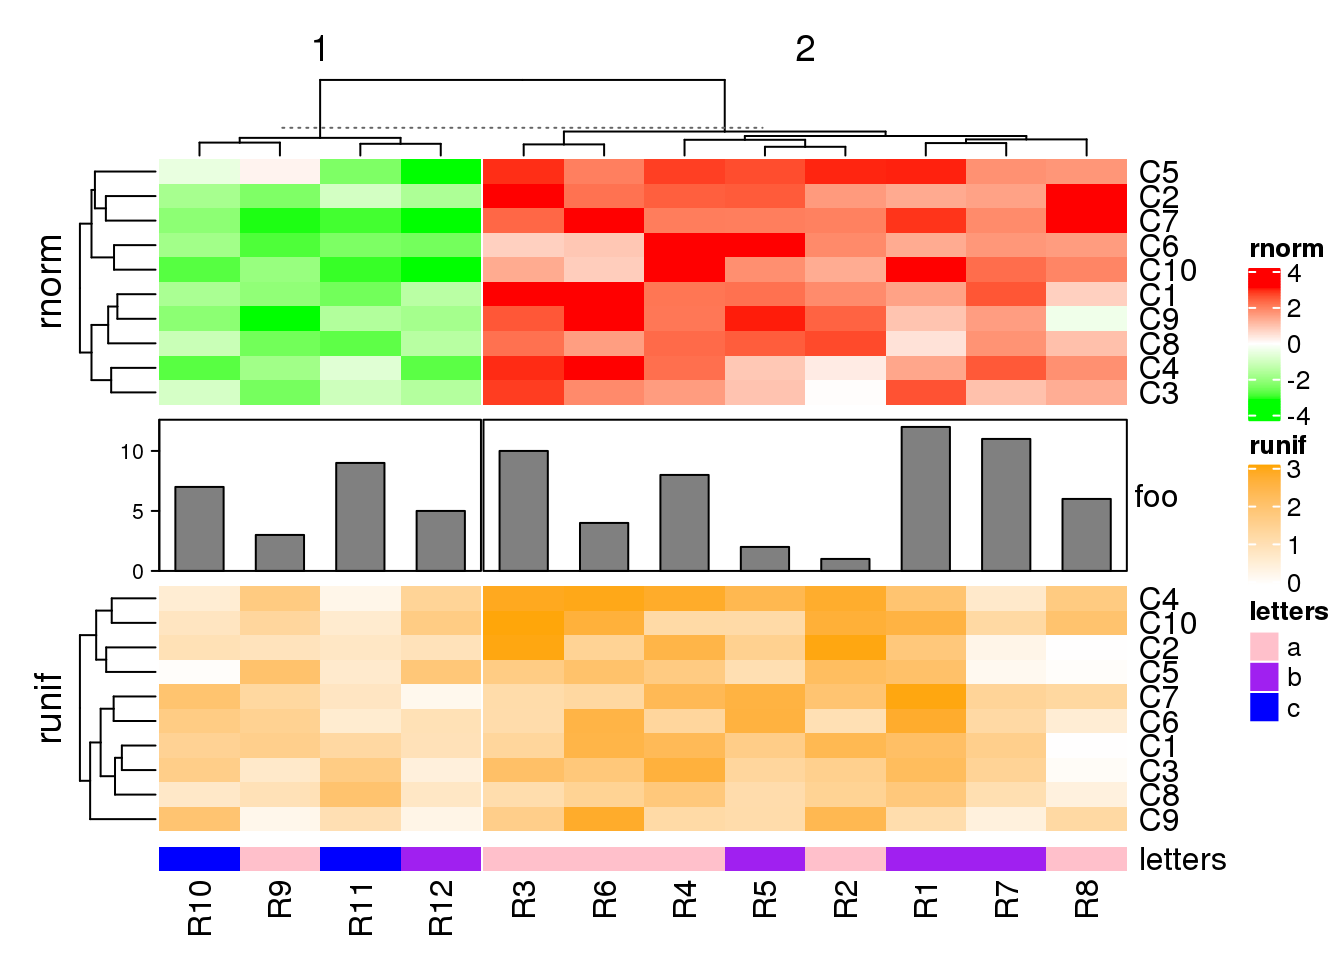 1 2
rnorm
C5
C2
C7
C6
C10
C1
C9
C8
C4
C3
10
5
0
foo
runif
C4
C10
C2
C5
C7
C6
C1
C3
C8
C9
letters
R10 R9 R11 R12 R3 R6 R4 R5 R2 R1 R7 R8
rnorm
4
2
0
-2
-4
runif
3
2
1
0
letters
a
b
c